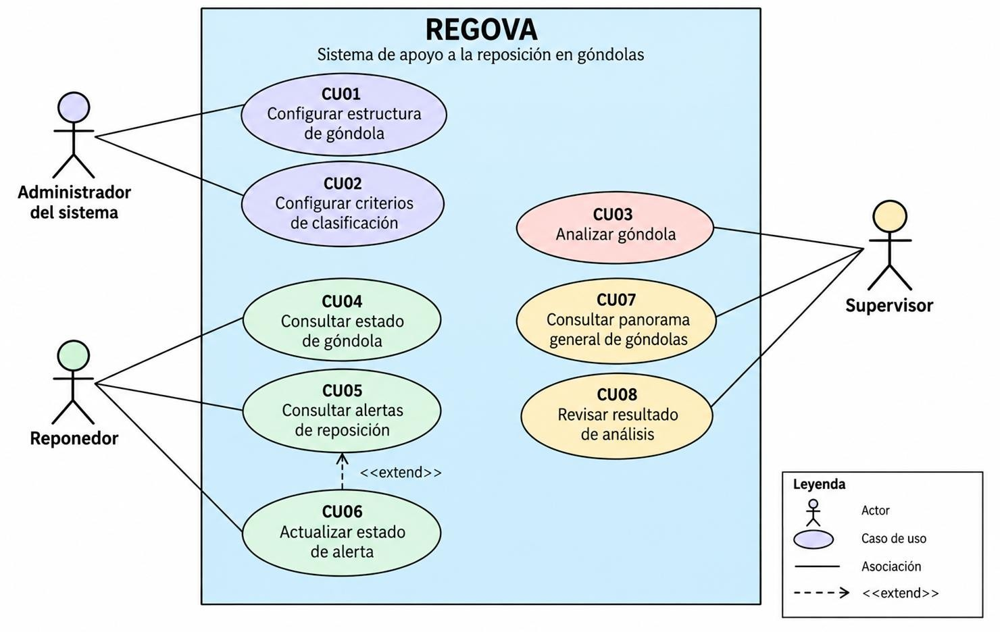 REGOVA
Sistema de apoyo a la reposición en góndolas
CU01
Configurar estructura
de góndola
CU02
Configurar criterios
de clasificación
Administrador
del sistema
CU03
Analizar góndola
Supervisor
CU04
Consultar estado
de góndola
CU07
Consultar panorama
general de góndolas
CU05
Consultar alertas
de reposición
CU08
Revisar resultado
de análisis
Reponedor
<<extend>>
CU06
Actualizar estado
de alerta
Leyenda
Actor
Caso de uso
Asociación
<<extend>>